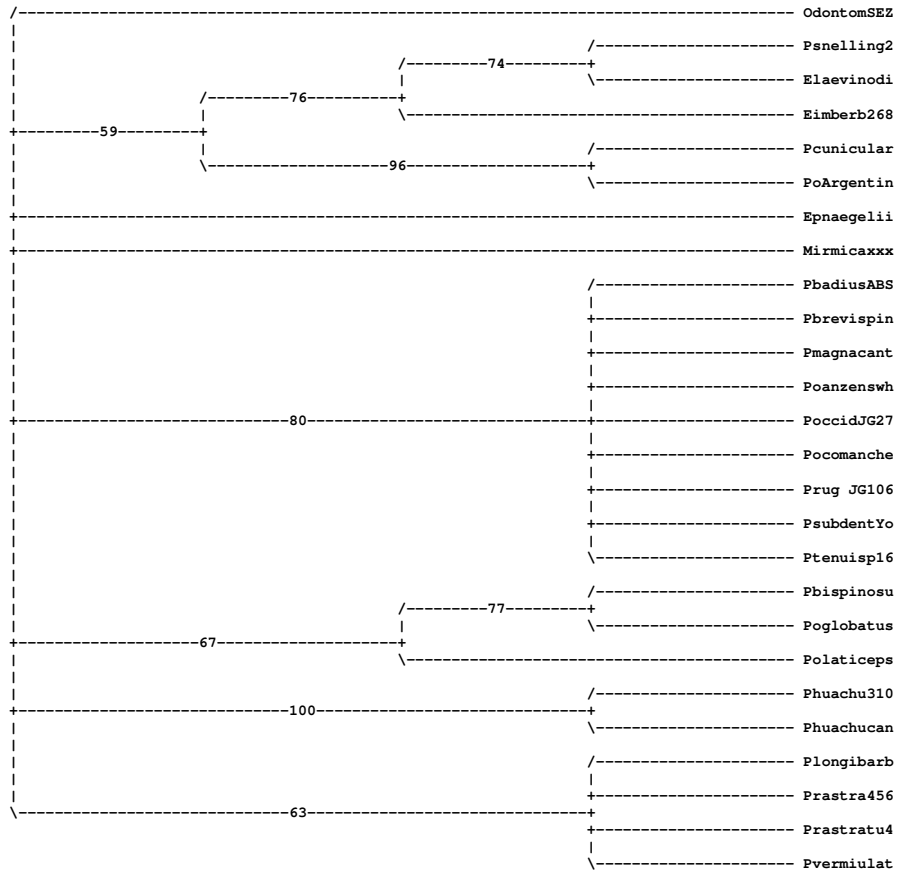 OdontomSEZ
Psnelling2
74
Elaevinodi
76
Eimberb268
59
Pcunicular
96
PoArgentin
Epnaegelii
Mirmicaxxx
PbadiusABS
Pbrevispin
Pmagnacant
Poanzenswh
80 PoccidJG27
Pocomanche
Prug JG106
PsubdentYo
Ptenuisp16
Pbispinosu
77
Poglobatus
67
Polaticeps
Phuachu310
100
Phuachucan
Plongibarb
Prastra456
63
Prastratu4
Pvermiulat